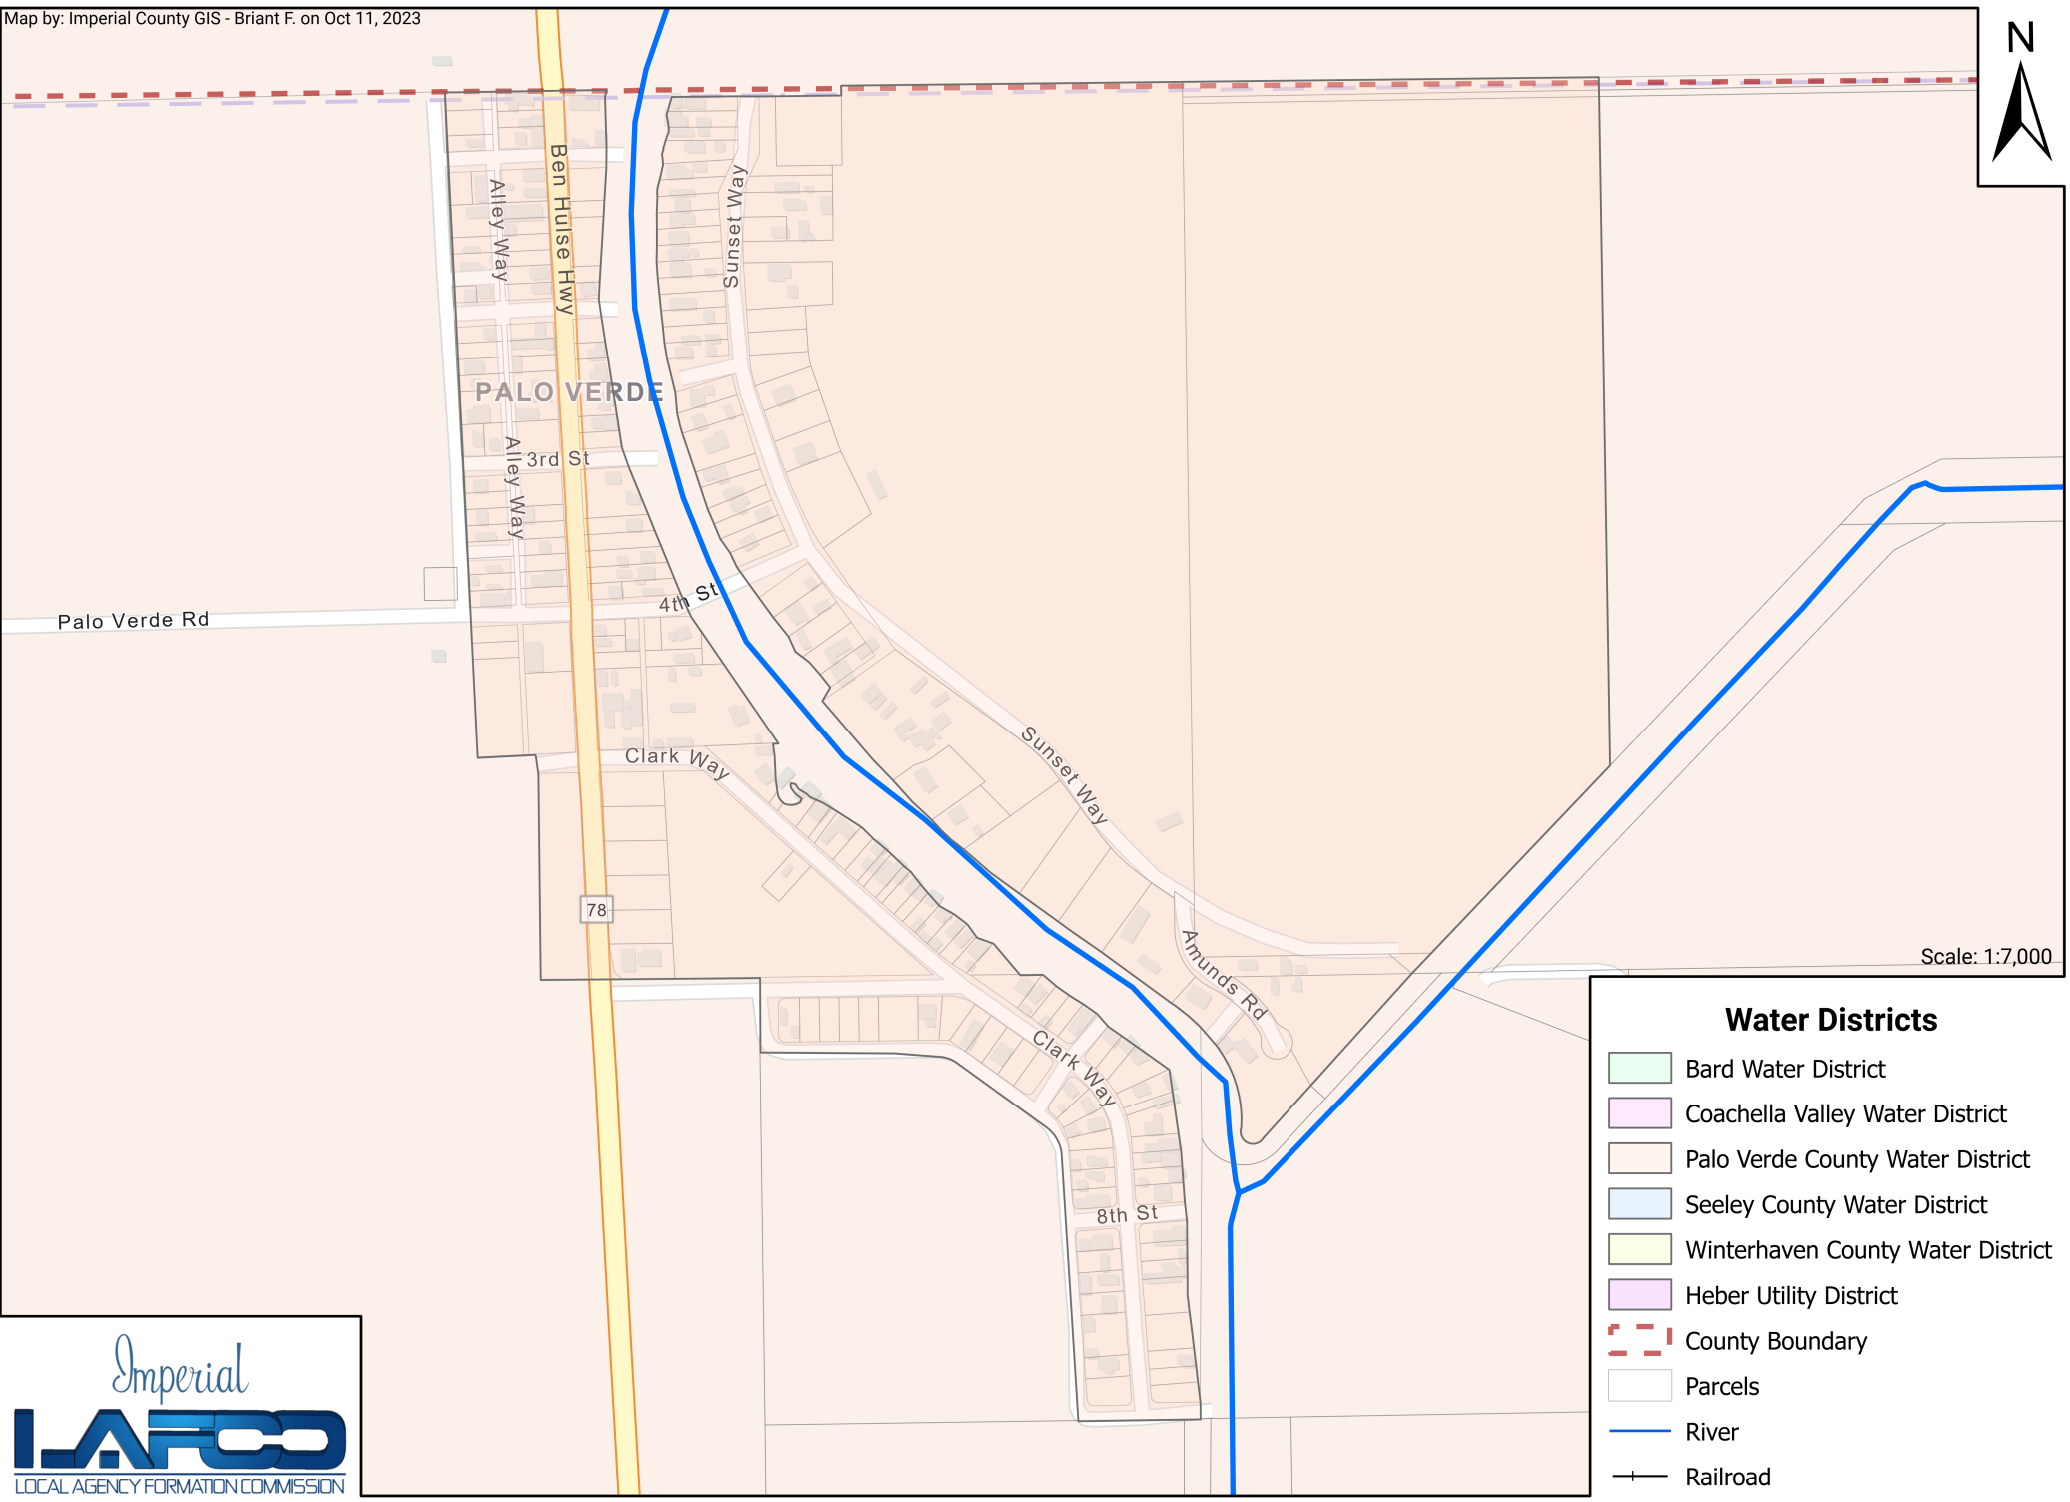 Map by: Imperial County GIS - Briant F. on Oct 11, 2023
N
Ben Hulse Hwy
Alley Way
Sunset Way
PALO VERDE
Alley Way
3rd St
4th St
Palo Verde Rd
Clark Way
Sunset Way
78
Amunds Rd
Scale: 1:7,000
Clark Way
8th St
Water Districts
Bard Water District
Coachella Valley Water District
Palo Verde County Water District
Seeley County Water District
Winterhaven County Water District
Heber Utility District
County Boundary
Parcels
River
Railroad
Imperial
LAFCO
LOCAL AGENCY FORMATION COMMISSION